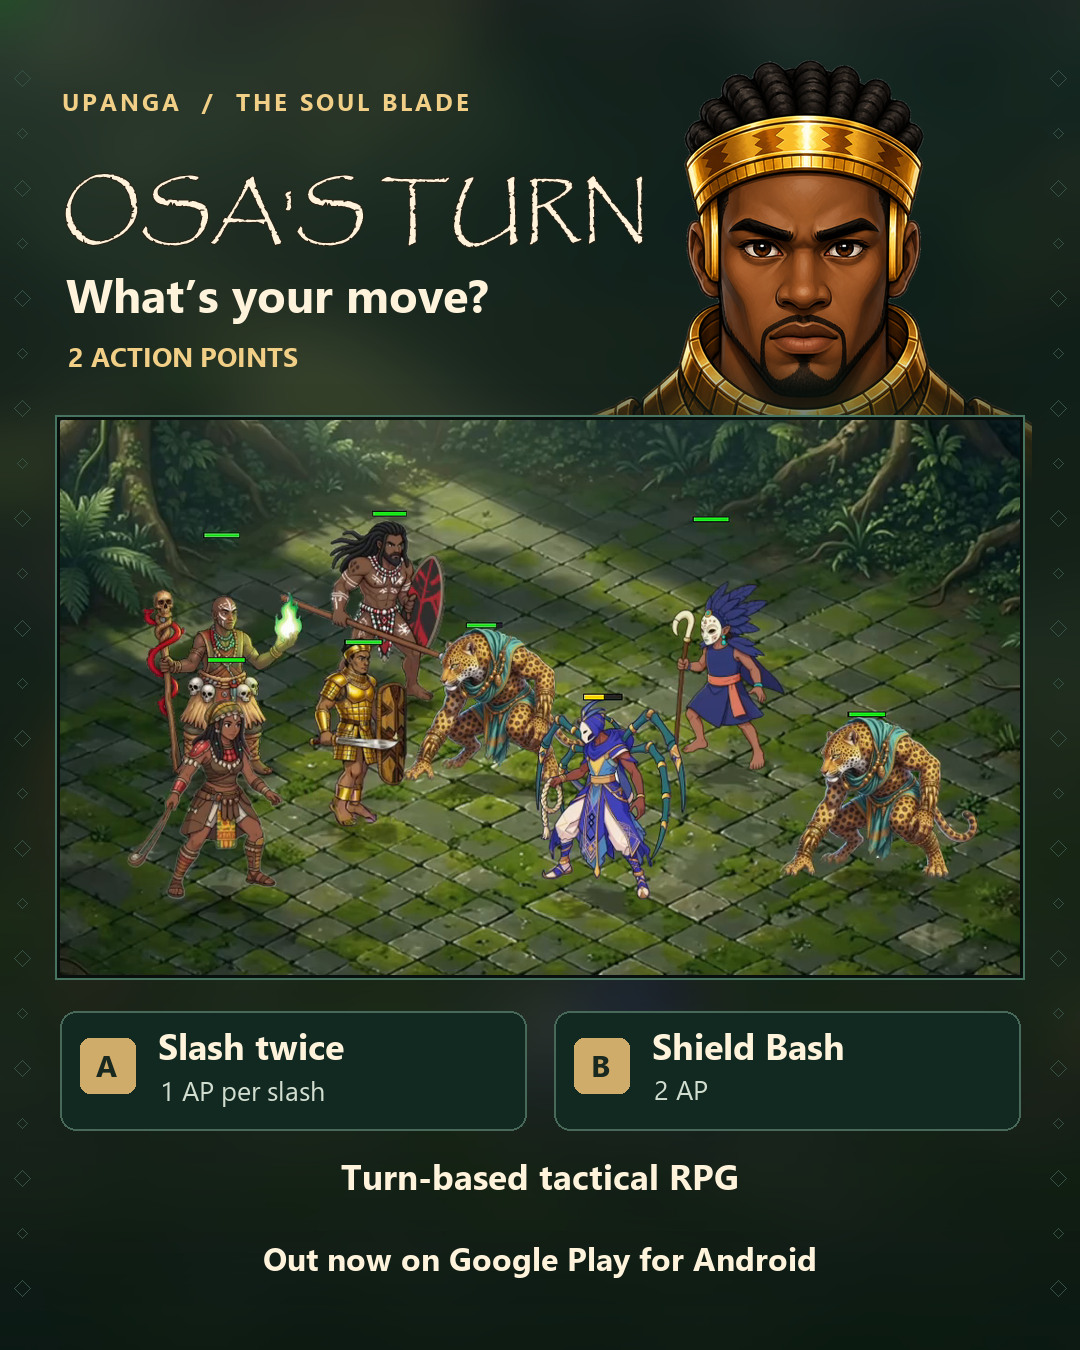 UPANGA / THE SOUL BLADE
OSA'S TURN
What’s your move?
2 ACTION POINTS
A
Slash twice
1 AP per slash
B
Shield Bash
2 AP
Turn-based tactical RPG
Out now on Google Play for Android